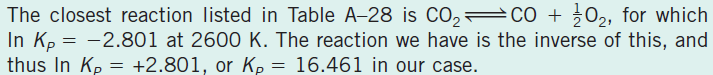 The closest reaction listed in Table A–28 is CO₂⇌CO + ½O₂, for which
In Kₚ = −2.801 at 2600 K. The reaction we have is the inverse of this, and
thus In Kₚ = +2.801, or Kₚ = 16.461 in our case.